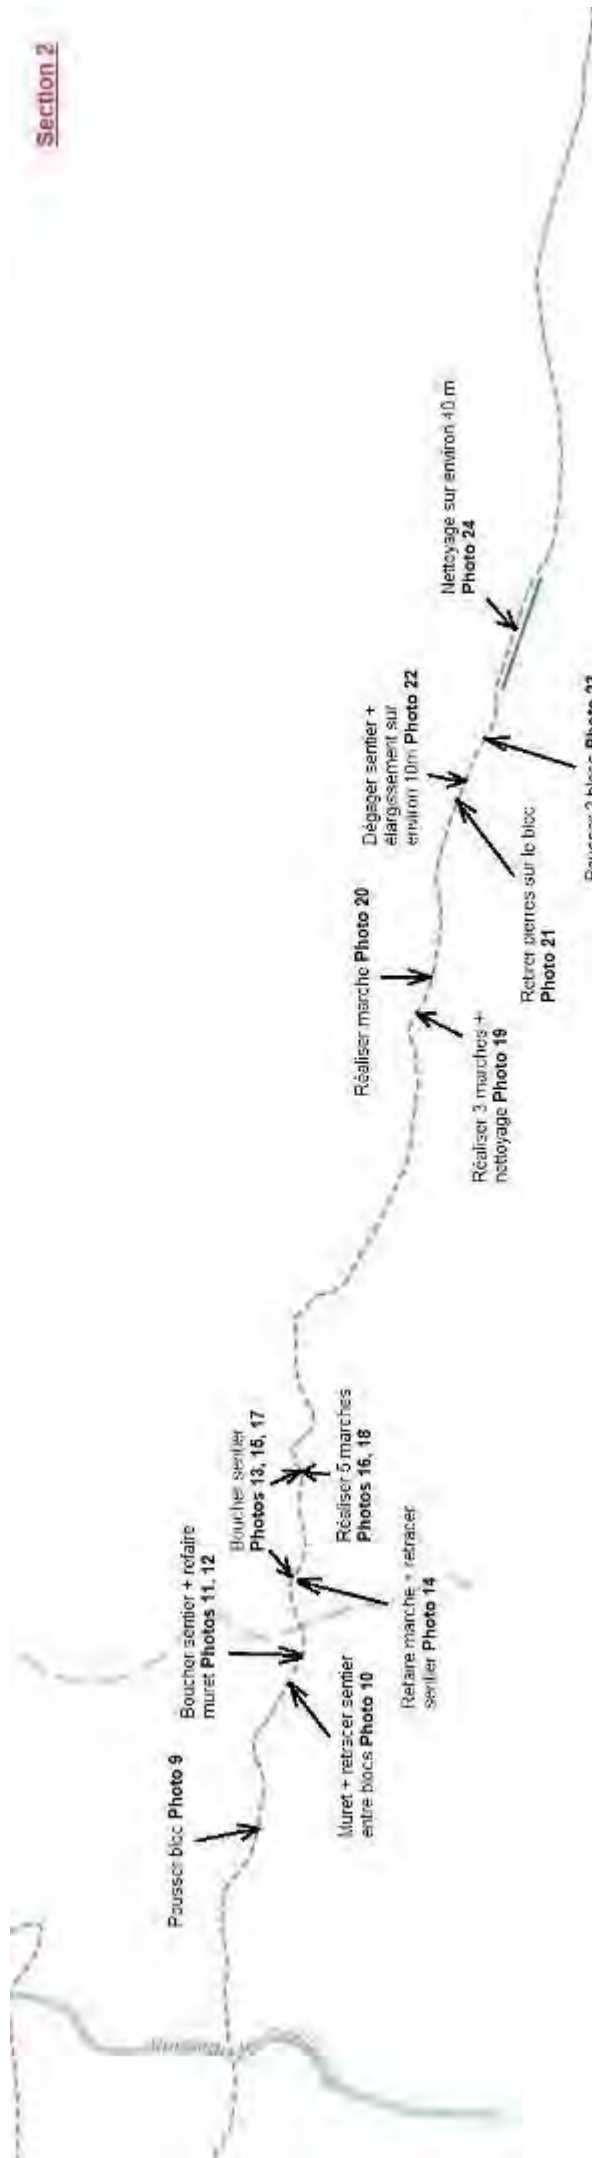 Section 2
Pousser bloc Photo 9
Boucher sentier + refaire
muret Photos 11, 12
Muret + retracer sentier
entre blocs Photo 10
Boucher sentier
Photos 13, 15, 17
Refaire marche + retracer
sentier Photo 14
Réaliser 5 marches
Photos 16, 18
Réaliser marche Photo 20
Réaliser 3 marches +
nettoyage Photo 19
Dégager sentier +
élargissement sur
environ 10m Photo 22
Retirer pierres sur le bloc
Photo 21
Nettoyage sur environ 40 m
Photo 24